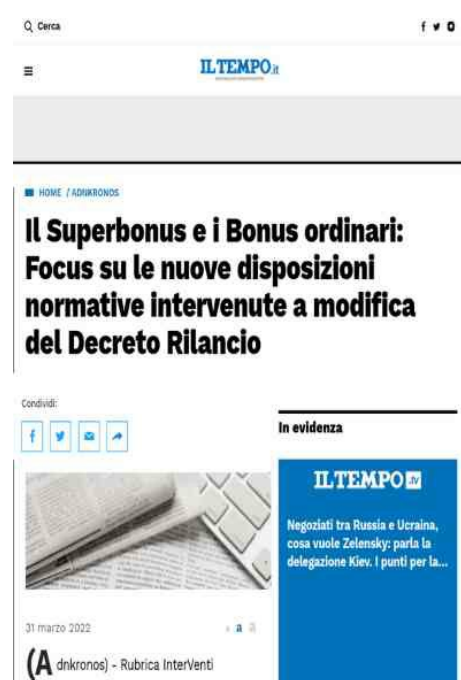 Cerca
IL TEMPO.it
HOME / ADNKRONOS
Il Superbonus e i Bonus ordinari:
Focus su le nuove disposizioni
normative intervenute a modifica
del Decreto Rilancio
Condividi:
In evidenza
IL TEMPO TV
Negoziati tra Russia e Ucraina,
cosa vuole Zelensky: parla la
delegazione Kiev. I punti per la...
31 marzo 2022
a a a
(Adnkronos) - Rubrica InterVenti